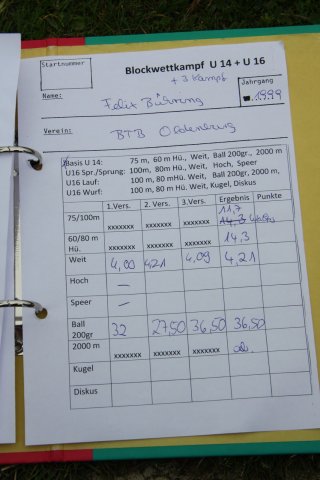 Startnummer
Blockwettkampf U 14 + U 16
+ 3 Kampf
Name:
Felix Bühring
Jahrgang
1999
Verein:
BTB Oldenburg
Basis U 14: 75 m, 60 m Hü., Weit, Ball 200gr., 2000 m
U16 Spr./Sprung: 100m, 80m Hü., Weit, Hoch, Speer
U16 Lauf: 100 m, 80 mHü, Weit, Ball 200gr, 2000 m,
U16 Wurf: 100 m, 80 m Hü, Weit, Kugel, Diskus
1.Vers. 2. Vers. 3.Vers. Ergebnis Punkte
11,7
75/100m xxxxxxx xxxxxxx xxxxxxx 14,3
60/80 m Hü. xxxxxxx xxxxxxx xxxxxxx 14,3
Weit 4,00 4,21 4,09 4,21
Hoch –
Speer –
Ball 200gr 32 27,50 36,50 36,50
2000 m xxxxxxx xxxxxxx xxxxxxx
Kugel
Diskus